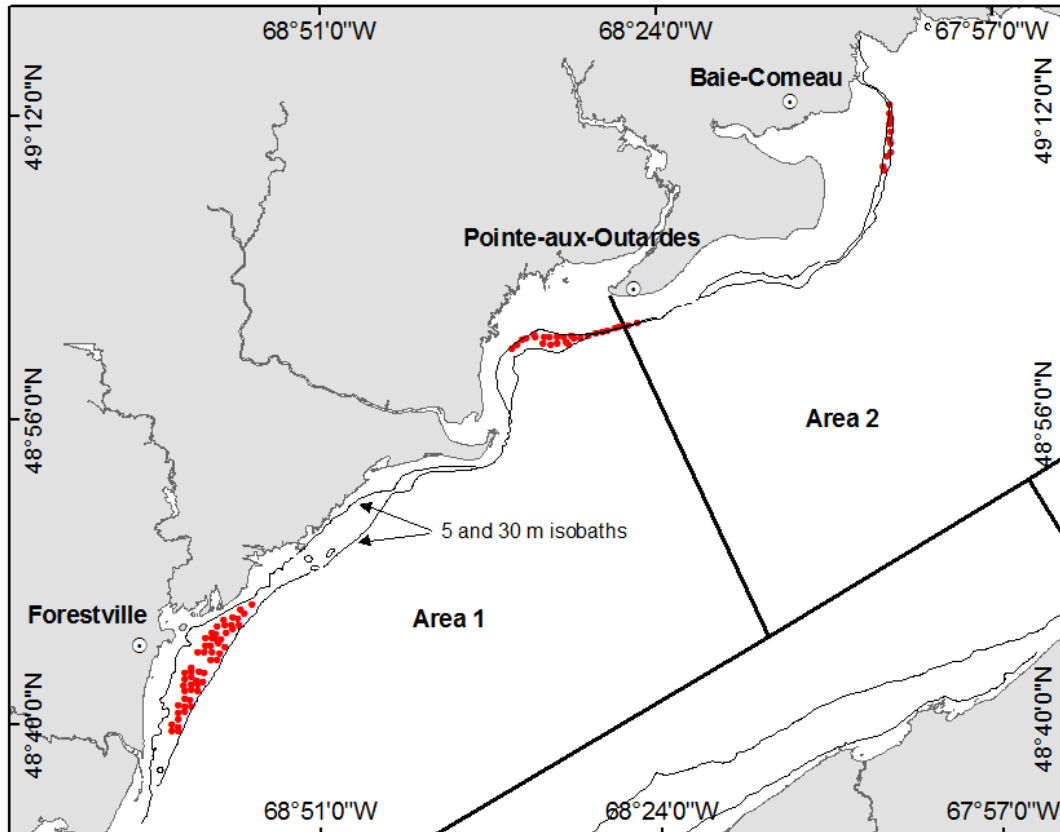 68°51'0"W 68°24'0"W 67°57'0"W
49°12'0"N
49°12'0"N
Baie-Comeau
Pointe-aux-Outardes
48°56'0"N
48°56'0"N
Area 2
5 and 30 m isobaths
Forestville
Area 1
48°40'0"N
48°40'0"N
68°51'0"W 68°24'0"W 67°57'0"W